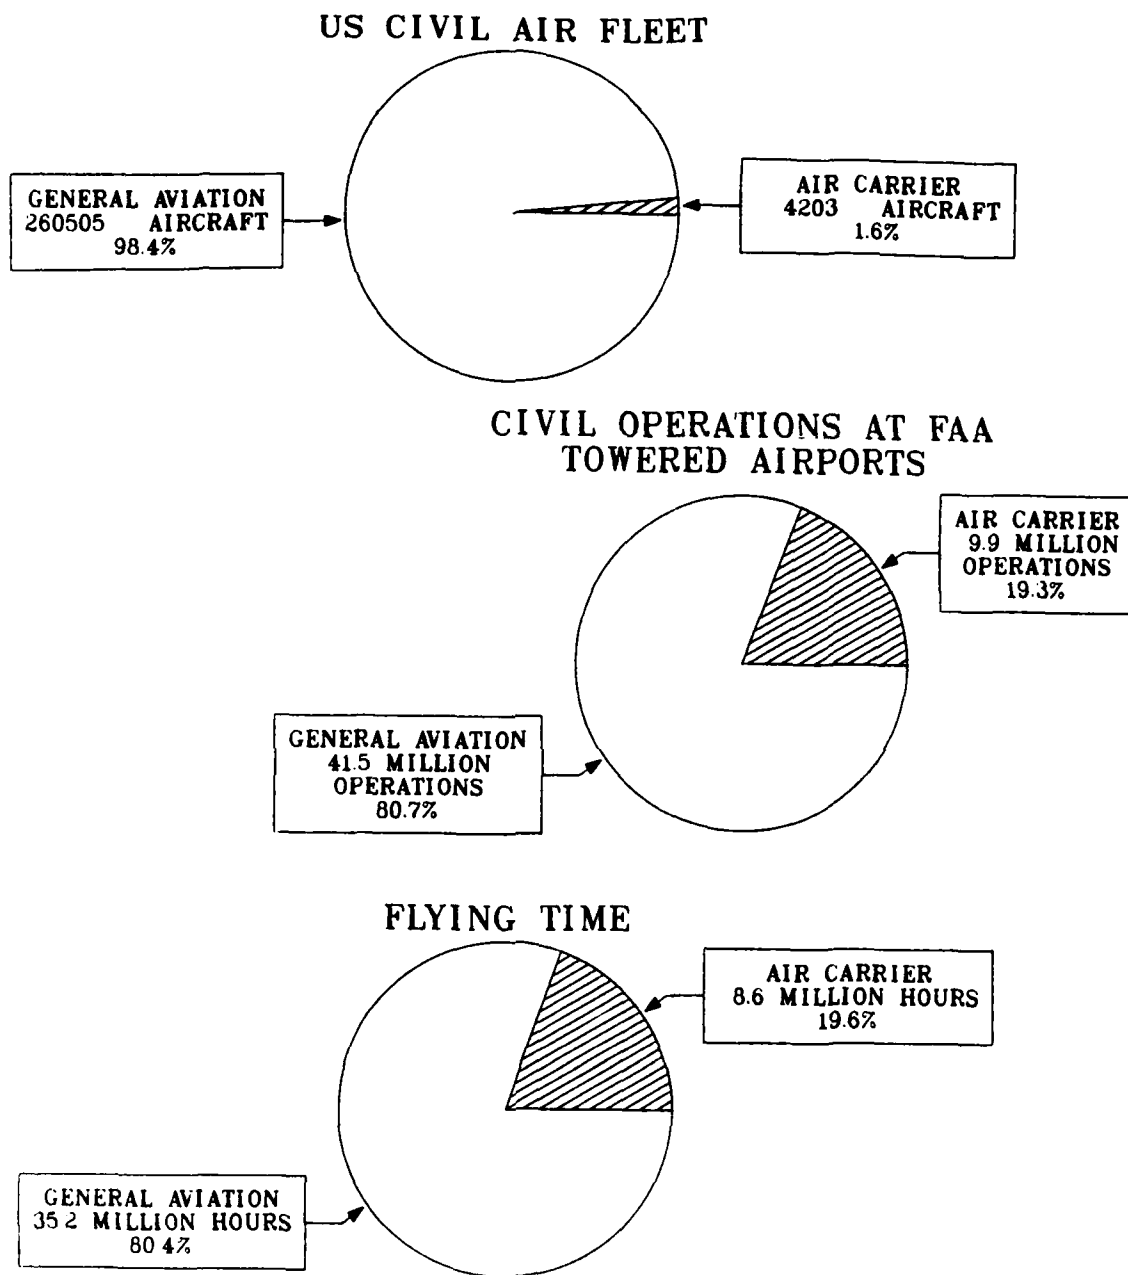 US CIVIL AIR FLEET
GENERAL AVIATION
260505 AIRCRAFT
98.4%
AIR CARRIER
4203 AIRCRAFT
1.6%
CIVIL OPERATIONS AT FAA
TOWERED AIRPORTS
AIR CARRIER
9.9 MILLION
OPERATIONS
19.3%
GENERAL AVIATION
41.5 MILLION
OPERATIONS
80.7%
FLYING TIME
AIR CARRIER
8.6 MILLION HOURS
19.6%
GENERAL AVIATION
35 2 MILLION HOURS
80 4%